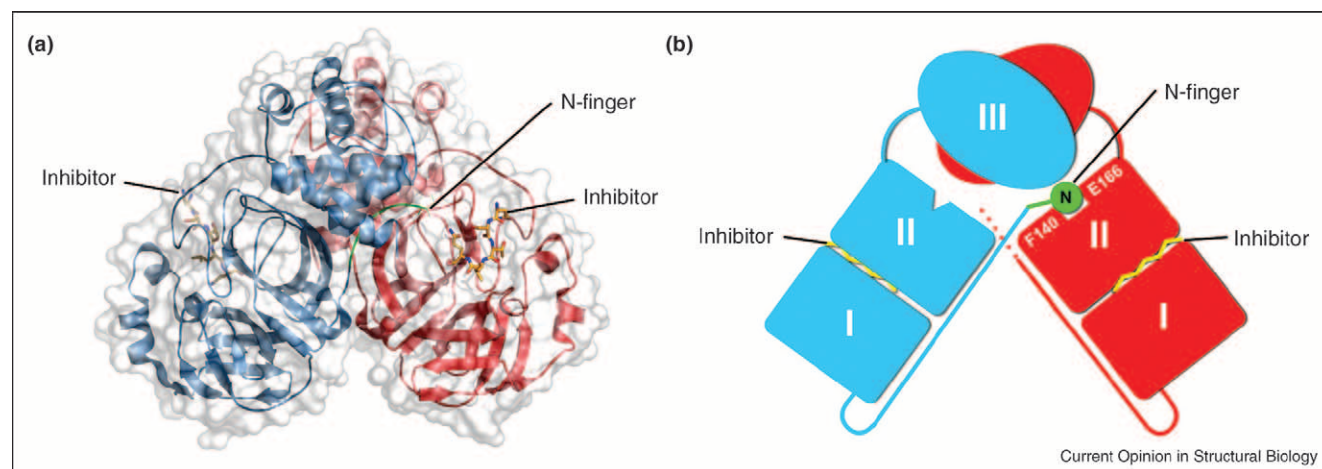 (a)
N-finger
Inhibitor
Inhibitor
(b)
N-finger
III
N
E166
F140
II
II
Inhibitor
Inhibitor
I
I
Current Opinion in Structural Biology